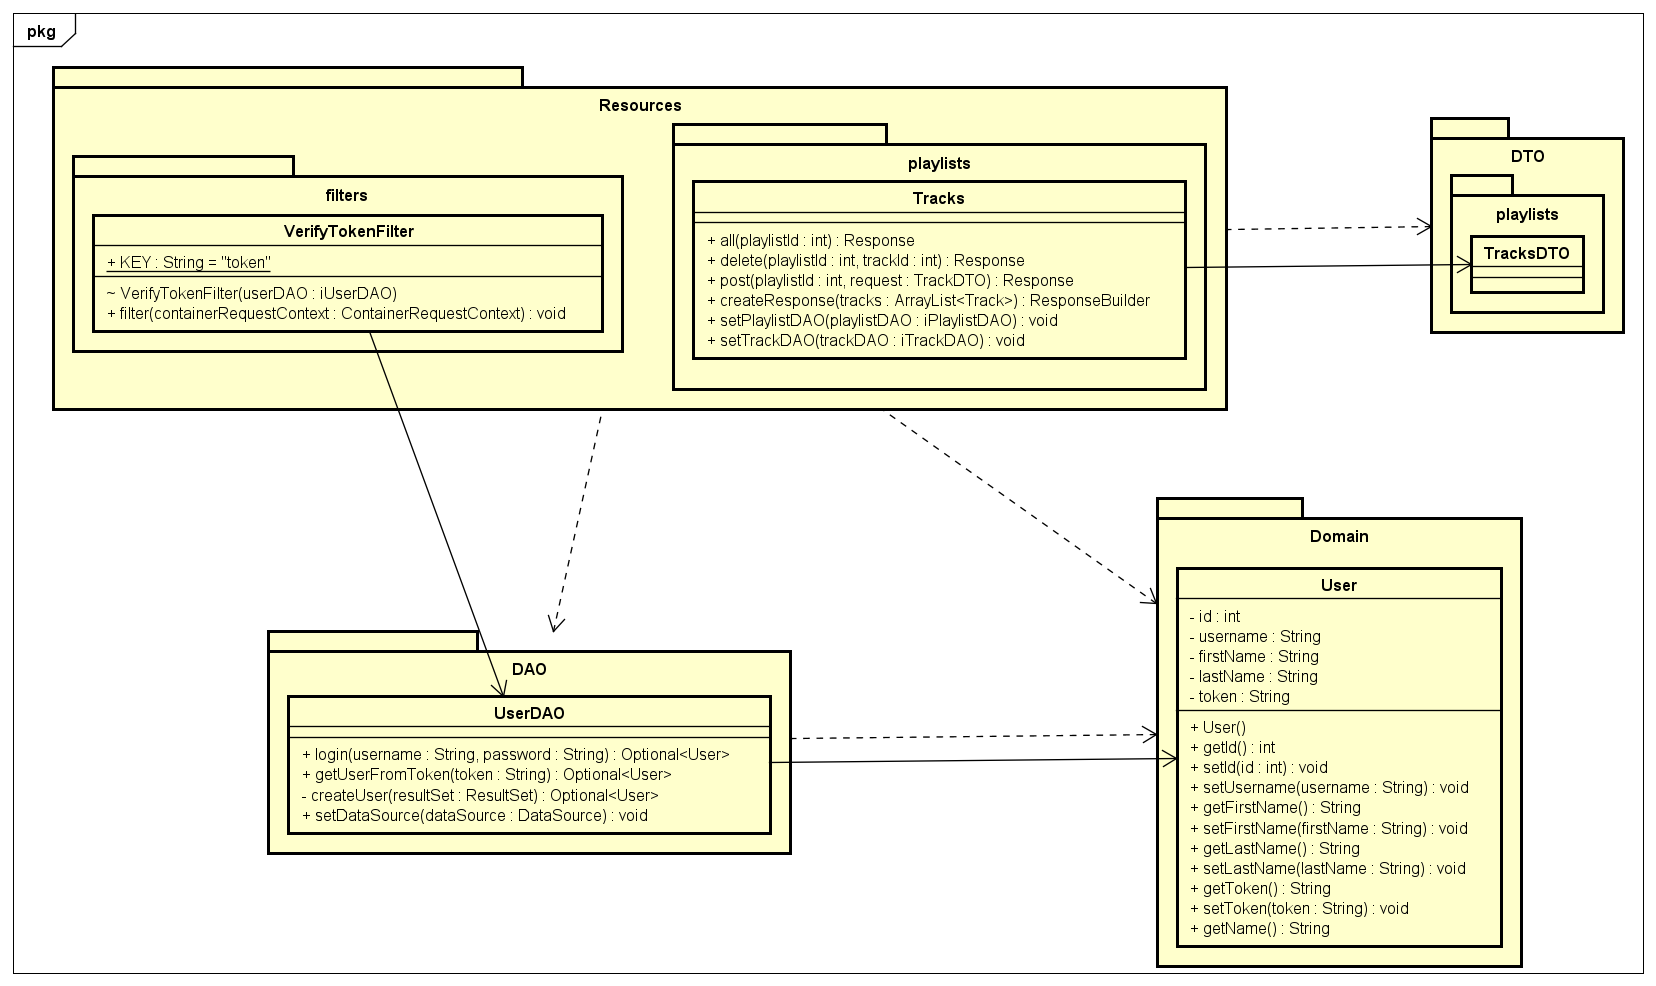 pkg
Resources
filters
VerifyTokenFilter
+ KEY : String = "token"
~ VerifyTokenFilter(userDAO : iUserDAO)
+ filter(containerRequestContext : ContainerRequestContext) : void
playlists
Tracks
+ all(playlistId : int) : Response
+ delete(playlistId : int, trackId : int) : Response
+ post(playlistId : int, request : TrackDTO) : Response
+ createResponse(tracks : ArrayList<Track>) : ResponseBuilder
+ setPlaylistDAO(playlistDAO : iPlaylistDAO) : void
+ setTrackDAO(trackDAO : iTrackDAO) : void
DTO
playlists
TracksDTO
DAO
UserDAO
+ login(username : String, password : String) : Optional<User>
+ getUserFromToken(token : String) : Optional<User>
- createUser(resultSet : ResultSet) : Optional<User>
+ setDataSource(dataSource : DataSource) : void
Domain
User
- id : int
- username : String
- firstName : String
- lastName : String
- token : String
+ User()
+ getId() : int
+ setId(id : int) : void
+ setUsername(username : String) : void
+ getFirstName() : String
+ setFirstName(firstName : String) : void
+ getLastName() : String
+ setLastName(lastName : String) : void
+ getToken() : String
+ setToken(token : String) : void
+ getName() : String